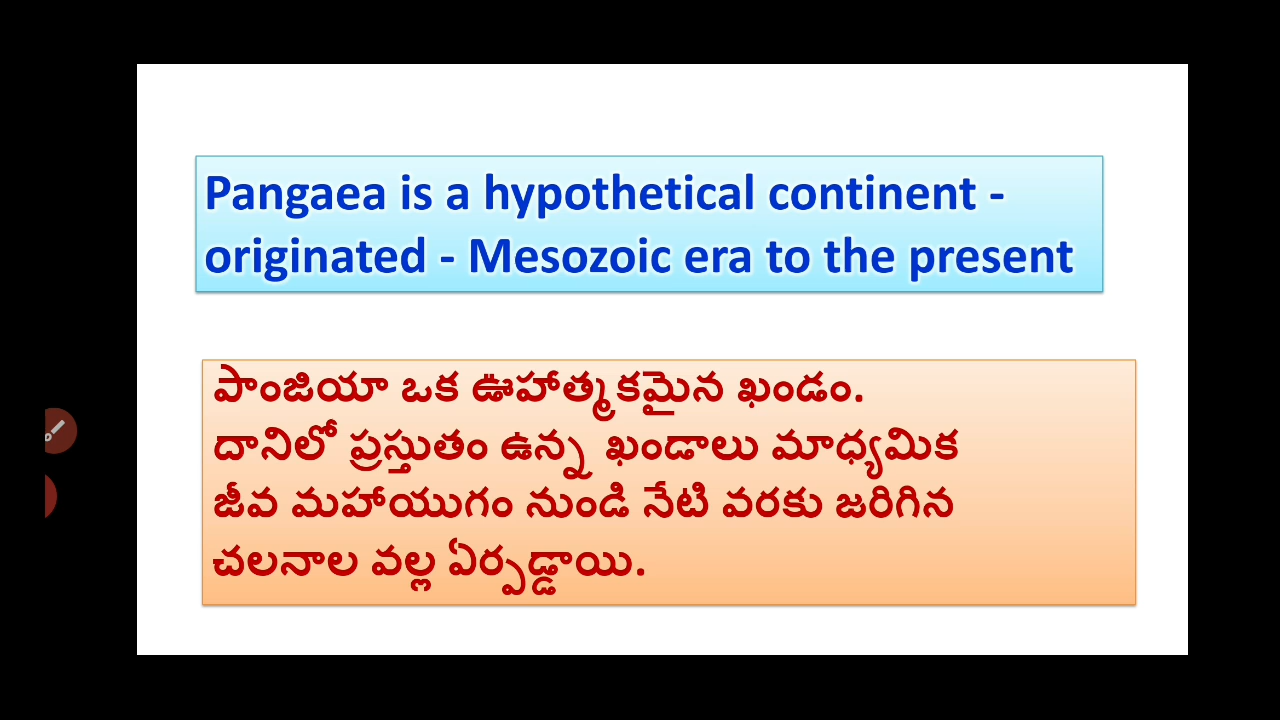 Pangaea is a hypothetical continent -
originated - Mesozoic era to the present
పాంజియా ఒక ఊహాత్మకమైన ఖండం.
దానిలో ప్రస్తుతం ఉన్న ఖండాలు మాధ్యమిక
జీవ మహాయుగం నుండి నేటి వరకు జరిగిన
చలనాల వల్ల ఏర్పడ్డాయి.